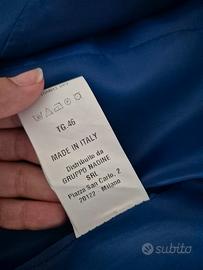 TG.46
MADE IN ITALY
Distribuito da
GRUPPO NADINE
SRL
Piazza San Carlo, 2
20122 - Milano
subito